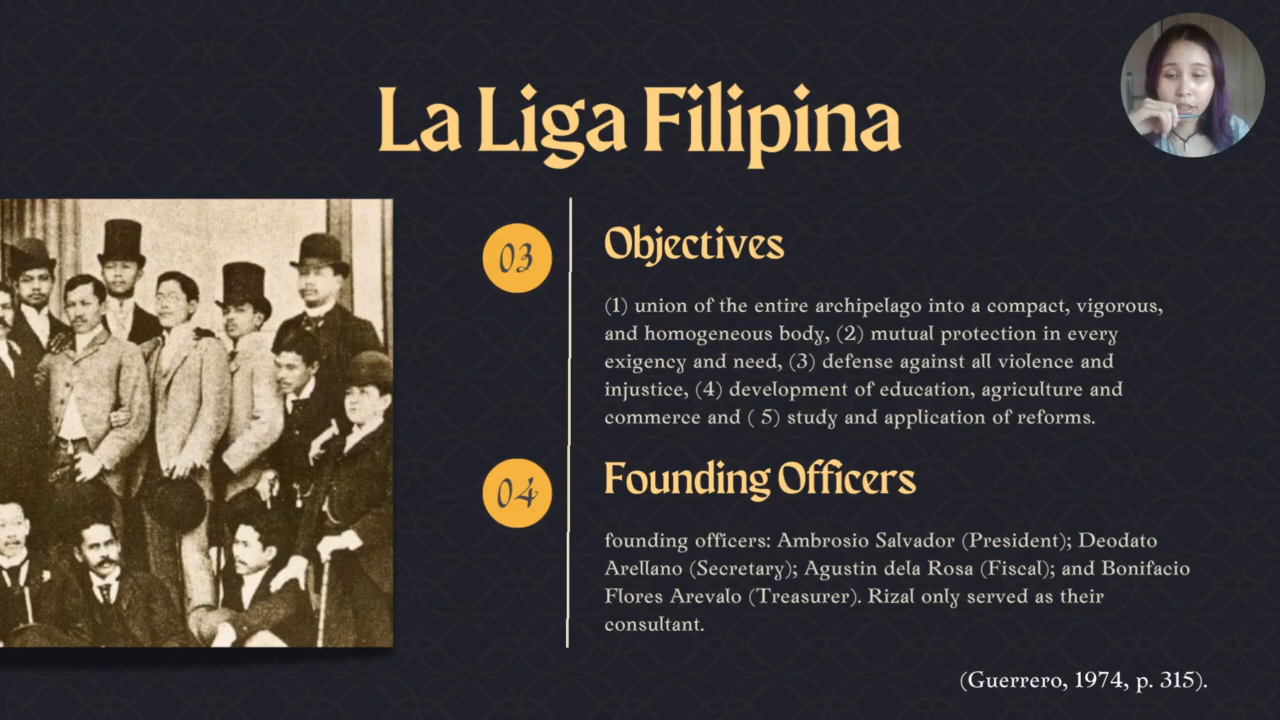 La Liga Filipina
03
Objectives
(1) union of the entire archipelago into a compact, vigorous,
and homogeneous body, (2) mutual protection in every
exigency and need, (3) defense against all violence and
injustice, (4) development of education, agriculture and
commerce and ( 5) study and application of reforms.
04
Founding Officers
founding officers: Ambrosio Salvador (President); Deodato
Arellano (Secretary); Agustin dela Rosa (Fiscal); and Bonifacio
Flores Arevalo (Treasurer). Rizal only served as their
consultant.
(Guerrero, 1974, p. 315).